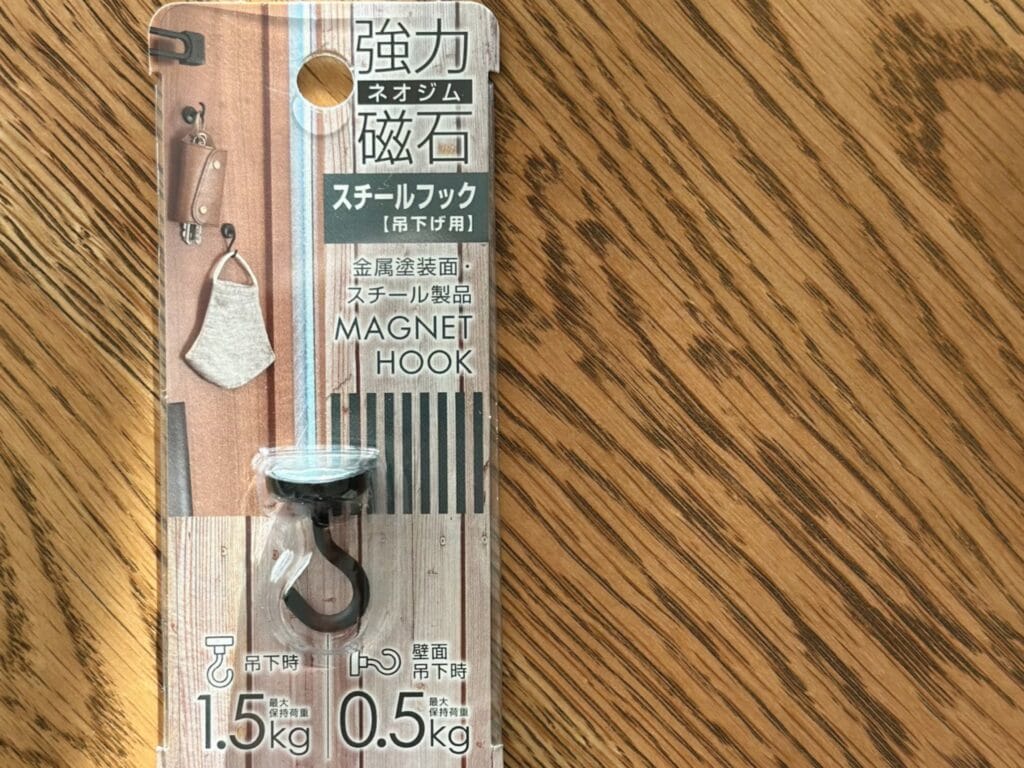 強力
ネオジム
磁石
スチールフック
【吊下げ用】
金属塗装面・
スチール製品
MAGNET
HOOK
吊下時
1.5kg
最大
保持荷重
壁面
吊下時
0.5kg
最大
保持荷重